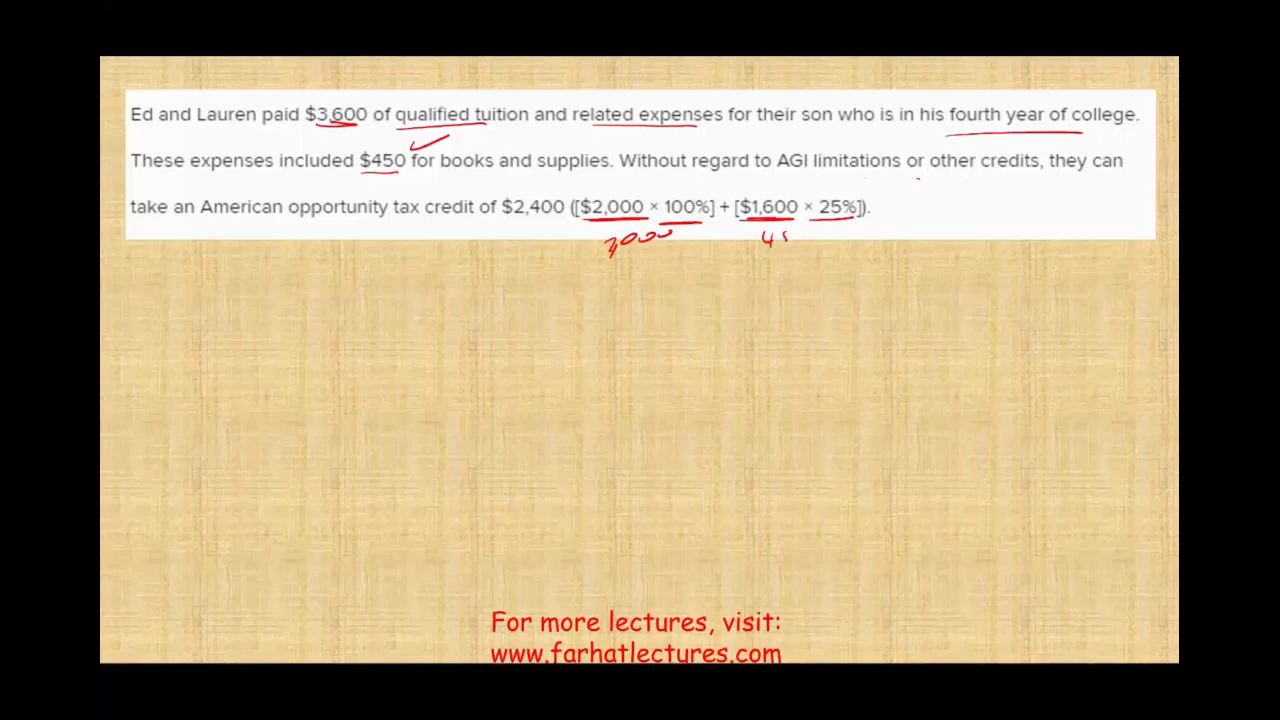 Ed and Lauren paid $3,600 of qualified tuition and related expenses for their son who is in his fourth year of college.
These expenses included $450 for books and supplies. Without regard to AGI limitations or other credits, they can
take an American opportunity tax credit of $2,400 ([$2,000 × 100%] + [$1,600 × 25%]).
For more lectures, visit:
www.farhatlectures.com